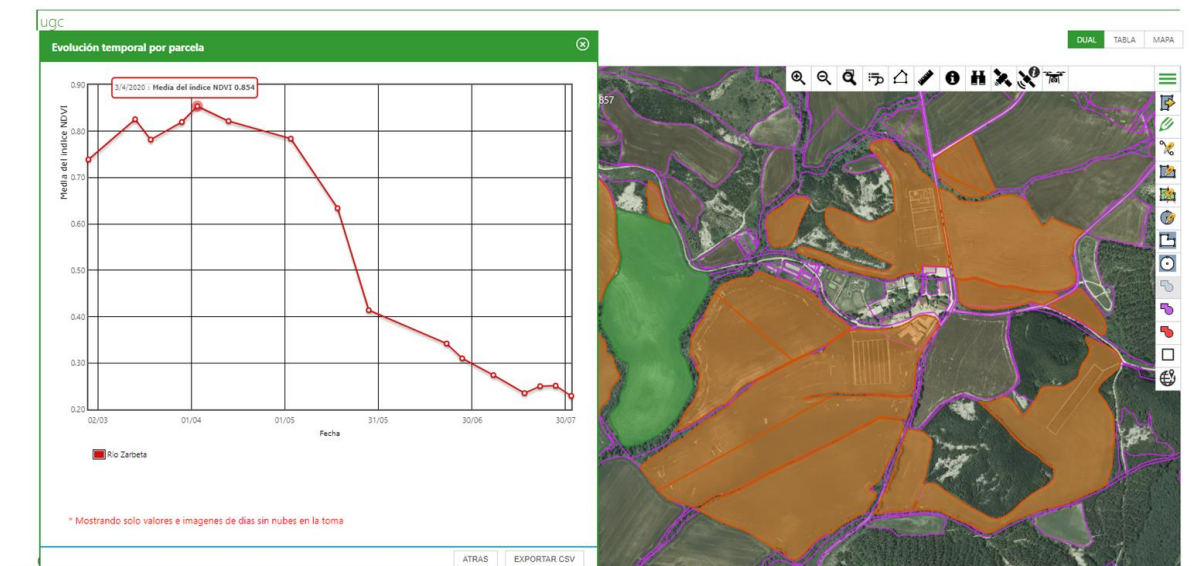 ugc
Evolución temporal por parcela
DUAL
TABLA
MAPA
857
3/4/2020 : Media del índice NDVI 0.854
Media del índice NDVI
0.90
0.80
0.70
0.60
0.50
0.40
0.30
0.20
02/03
01/04
01/05
31/05
30/06
30/07
Fecha
Río Zarbeta
* Mostrando solo valores e imagenes de dias sin nubes en la toma
ATRAS
EXPORTAR CSV